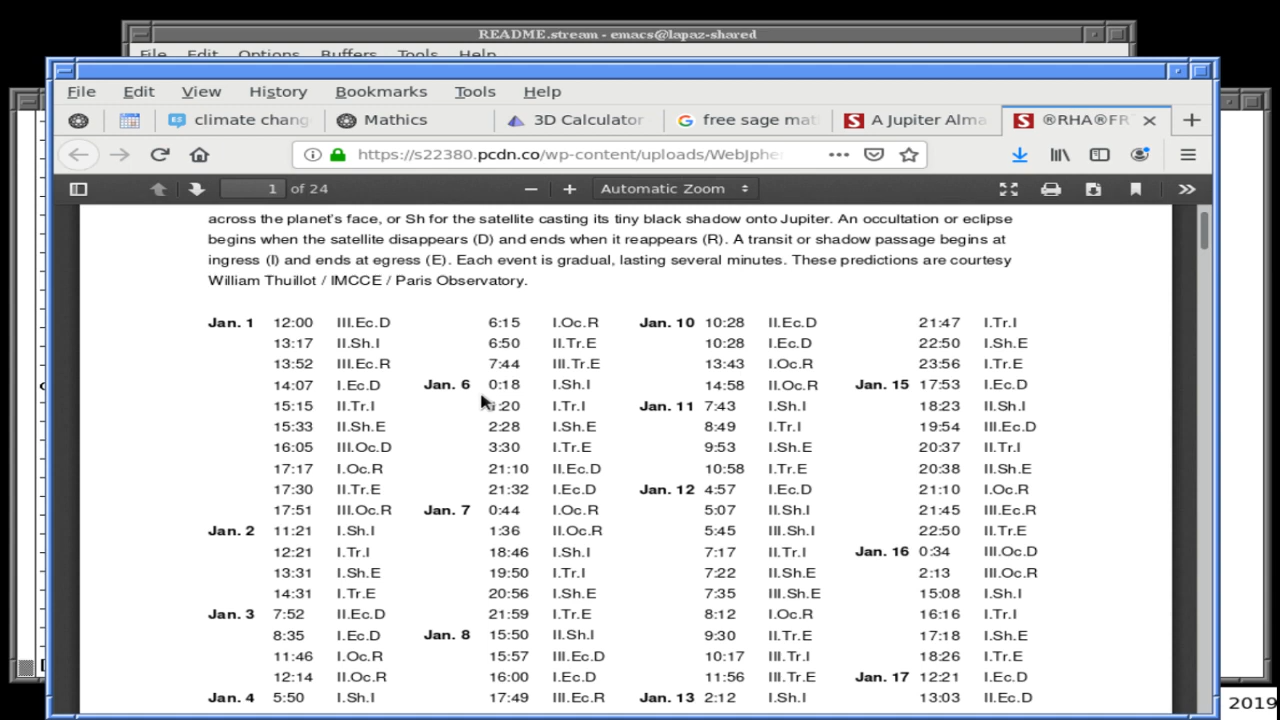 README.stream - emacs@lapaz-shared
File Edit Options Buffers Tools Help
File Edit View History Bookmarks Tools Help
climate chang
Mathics
3D Calculator
free sage mat
A Jupiter Alma
®RHA®FR
https://s22380.pcdn.co/wp-content/uploads/WebJphe
1 of 24
Automatic Zoom
across the planet's face, or Sh for the satellite casting its tiny black shadow onto Jupiter. An occultation or eclipse
begins when the satellite disappears (D) and ends when it reappears (R). A transit or shadow passage begins at
ingress (I) and ends at egress (E). Each event is gradual, lasting several minutes. These predictions are courtesy
William Thuillot / IMCCE / Paris Observatory.
Jan. 1 12:00 III.Ec.D 6:15 I.Oc.R Jan. 10 10:28 II.Ec.D 21:47 I.Tr.I
13:17 II.Sh.I 6:50 II.Tr.E 10:28 I.Ec.D 22:50 I.Sh.E
13:52 III.Ec.R 7:44 III.Tr.E 13:43 I.Oc.R 23:56 I.Tr.E
14:07 I.Ec.D Jan. 6 0:18 I.Sh.I 14:58 II.Oc.R Jan. 15 17:53 I.Ec.D
15:15 II.Tr.I :20 I.Tr.I Jan. 11 7:43 I.Sh.I 18:23 II.Sh.I
15:33 II.Sh.E 2:28 I.Sh.E 8:49 I.Tr.I 19:54 III.Ec.D
16:05 III.Oc.D 3:30 I.Tr.E 9:53 I.Sh.E 20:37 II.Tr.I
17:17 I.Oc.R 21:10 II.Ec.D 10:58 I.Tr.E 20:38 II.Sh.E
17:30 II.Tr.E 21:32 I.Ec.D Jan. 12 4:57 I.Ec.D 21:10 I.Oc.R
17:51 III.Oc.R Jan. 7 0:44 I.Oc.R 5:07 II.Sh.I 21:45 III.Ec.R
Jan. 2 11:21 I.Sh.I 1:36 II.Oc.R 5:45 III.Sh.I 22:50 II.Tr.E
12:21 I.Tr.I 18:46 I.Sh.I 7:17 II.Tr.I Jan. 16 0:34 III.Oc.D
13:31 I.Sh.E 19:50 I.Tr.I 7:22 II.Sh.E 2:13 III.Oc.R
14:31 I.Tr.E 20:56 I.Sh.E 7:35 III.Sh.E 15:08 I.Sh.I
Jan. 3 7:52 II.Ec.D 21:59 I.Tr.E 8:12 I.Oc.R 16:16 I.Tr.I
8:35 I.Ec.D Jan. 8 15:50 II.Sh.I 9:30 II.Tr.E 17:18 I.Sh.E
11:46 I.Oc.R 15:57 III.Ec.D 10:17 III.Tr.I 18:26 I.Tr.E
12:14 II.Oc.R 16:00 I.Ec.D 11:56 III.Tr.E Jan. 17 12:21 I.Ec.D
Jan. 4 5:50 I.Sh.I 17:49 III.Ec.R Jan. 13 2:12 I.Sh.I 13:03 II.Ec.D
2019